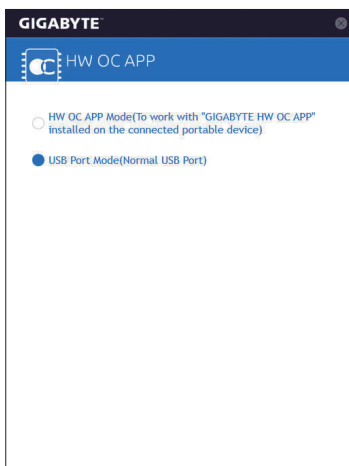 GIGABYTE™
HW OC APP
HW OC APP Mode(To work with "GIGABYTE HW OC APP"
installed on the connected portable device)
USB Port Mode(Normal USB Port)